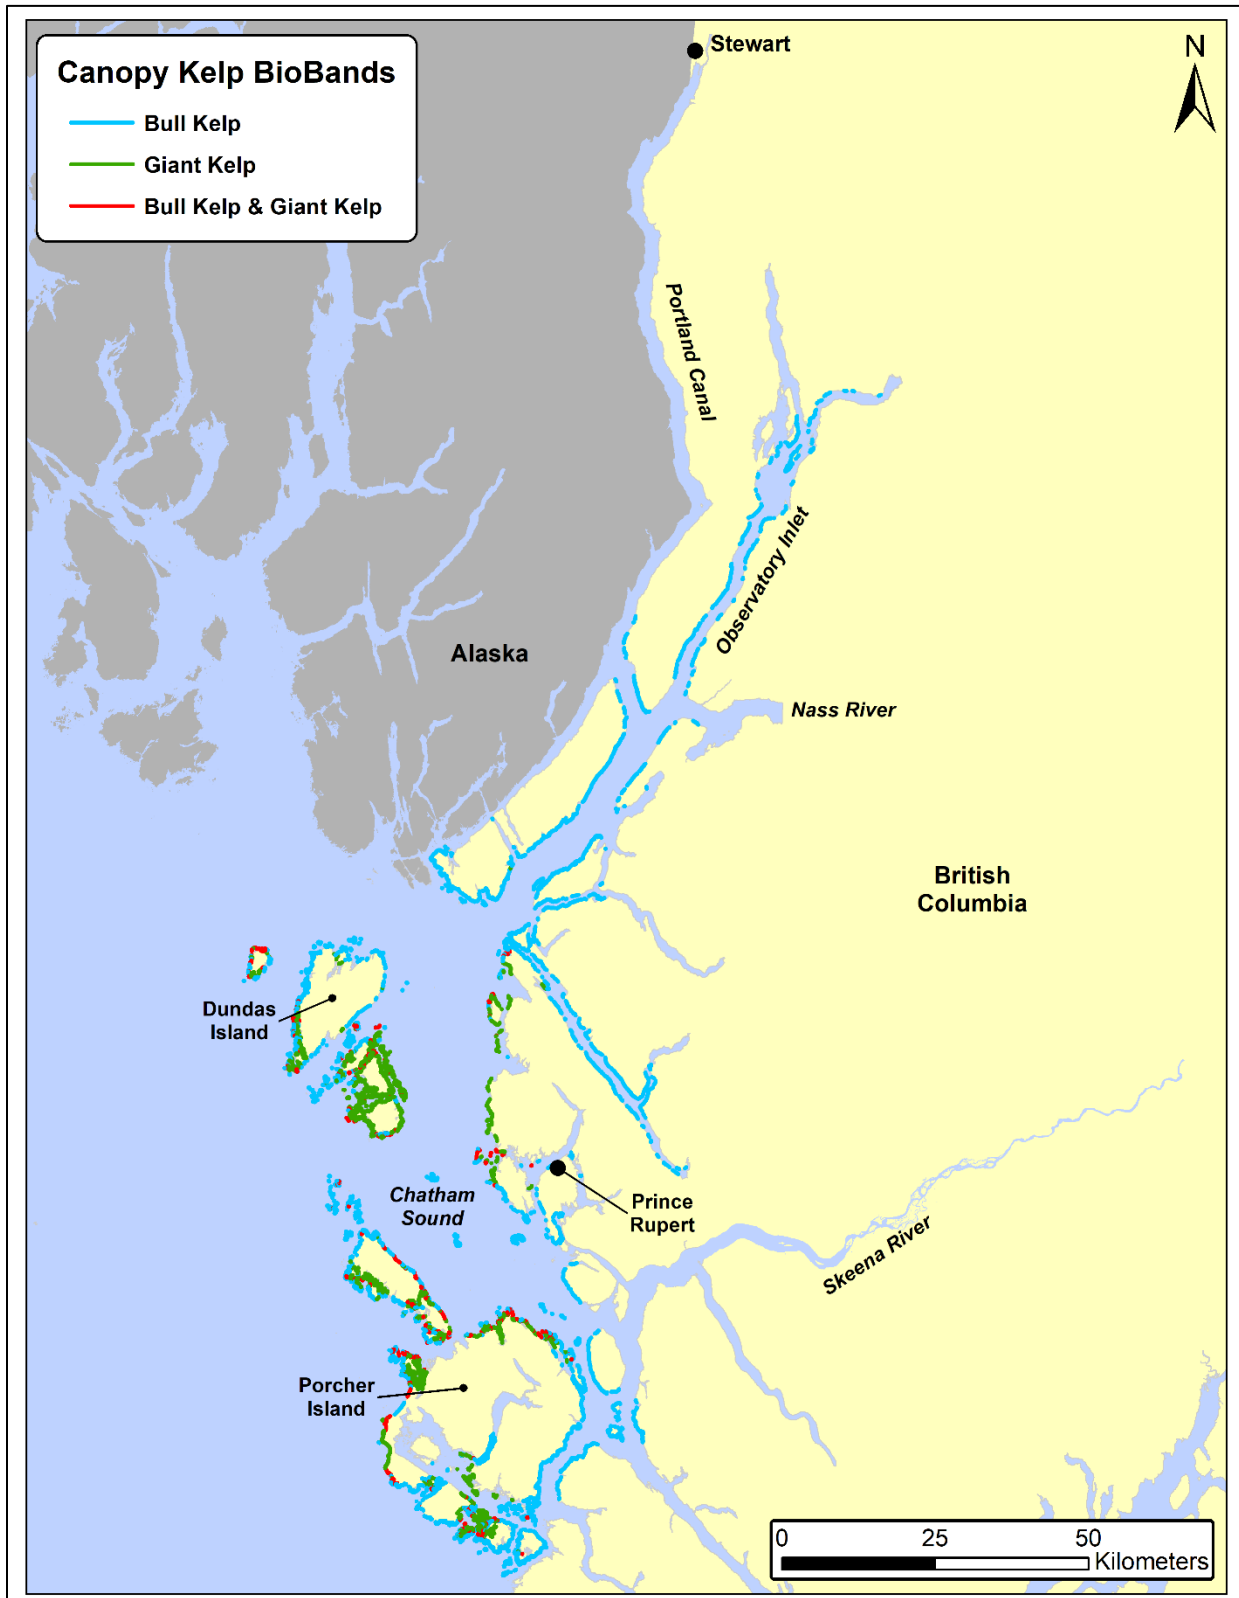 Canopy Kelp BioBands
Bull Kelp
Giant Kelp
Bull Kelp & Giant Kelp
Stewart
N
Portland Canal
Observatory Inlet
Alaska
Nass River
British
Columbia
Dundas
Island
Chatham
Sound
Prince
Rupert
Skeena River
Porcher
Island
0 25 50
Kilometers